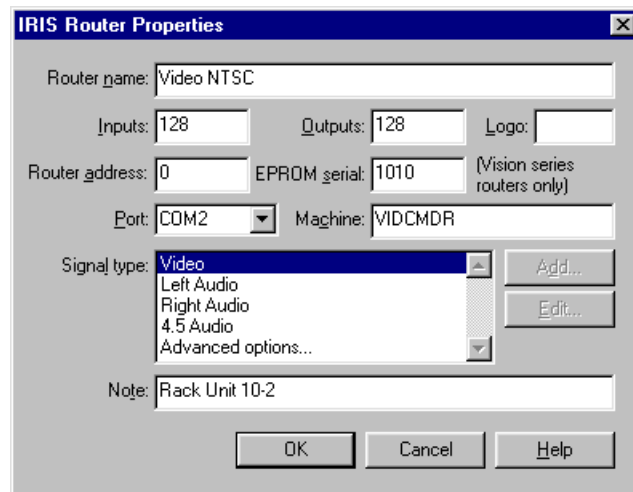 IRIS Router Properties
Router name: Video NTSC
Inputs: 128 Outputs: 128 Logo:
Router address: 0 EPROM serial: 1010 (Vision series
routers only)
Port: COM2 Machine: VIDCMDR
Signal type: Video
Left Audio
Right Audio
4.5 Audio
Advanced options...
Add...
Edit...
Note: Rack Unit 10-2
OK Cancel Help